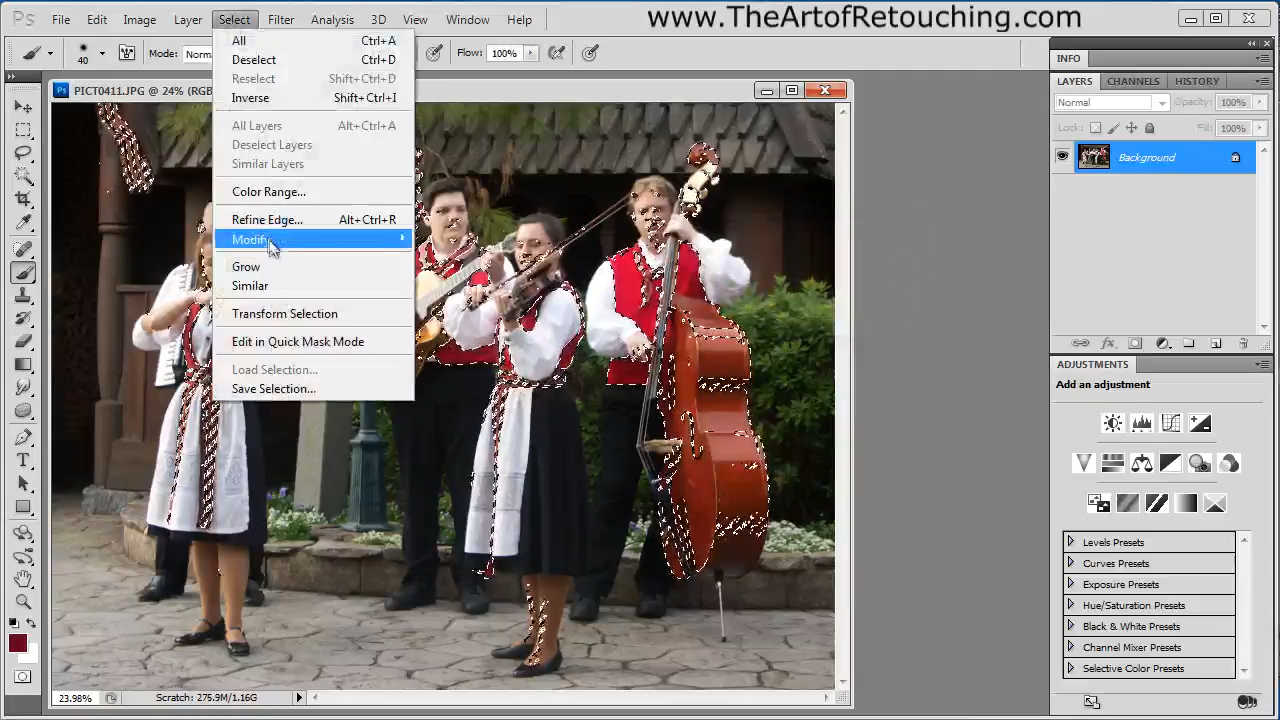 Ps File Edit Image Layer Select Filter Analysis 3D View Window Help
www.TheArtofRetouching.com
40 Mode: Norm Flow: 100%
PICT0411.JPG @ 24% (RGB
All Ctrl+A
Deselect Ctrl+D
Reselect Shift+Ctrl+D
Inverse Shift+Ctrl+I
All Layers Alt+Ctrl+A
Deselect Layers
Similar Layers
Color Range...
Refine Edge... Alt+Ctrl+R
Modify
Grow
Similar
Transform Selection
Edit in Quick Mask Mode
Load Selection...
Save Selection...
23.98% Scratch: 275.9M/1.16G
INFO
LAYERS CHANNELS HISTORY
Normal Opacity: 100%
Lock: Fill: 100%
Background
ADJUSTMENTS
Add an adjustment
Levels Presets
Curves Presets
Exposure Presets
Hue/Saturation Presets
Black & White Presets
Channel Mixer Presets
Selective Color Presets